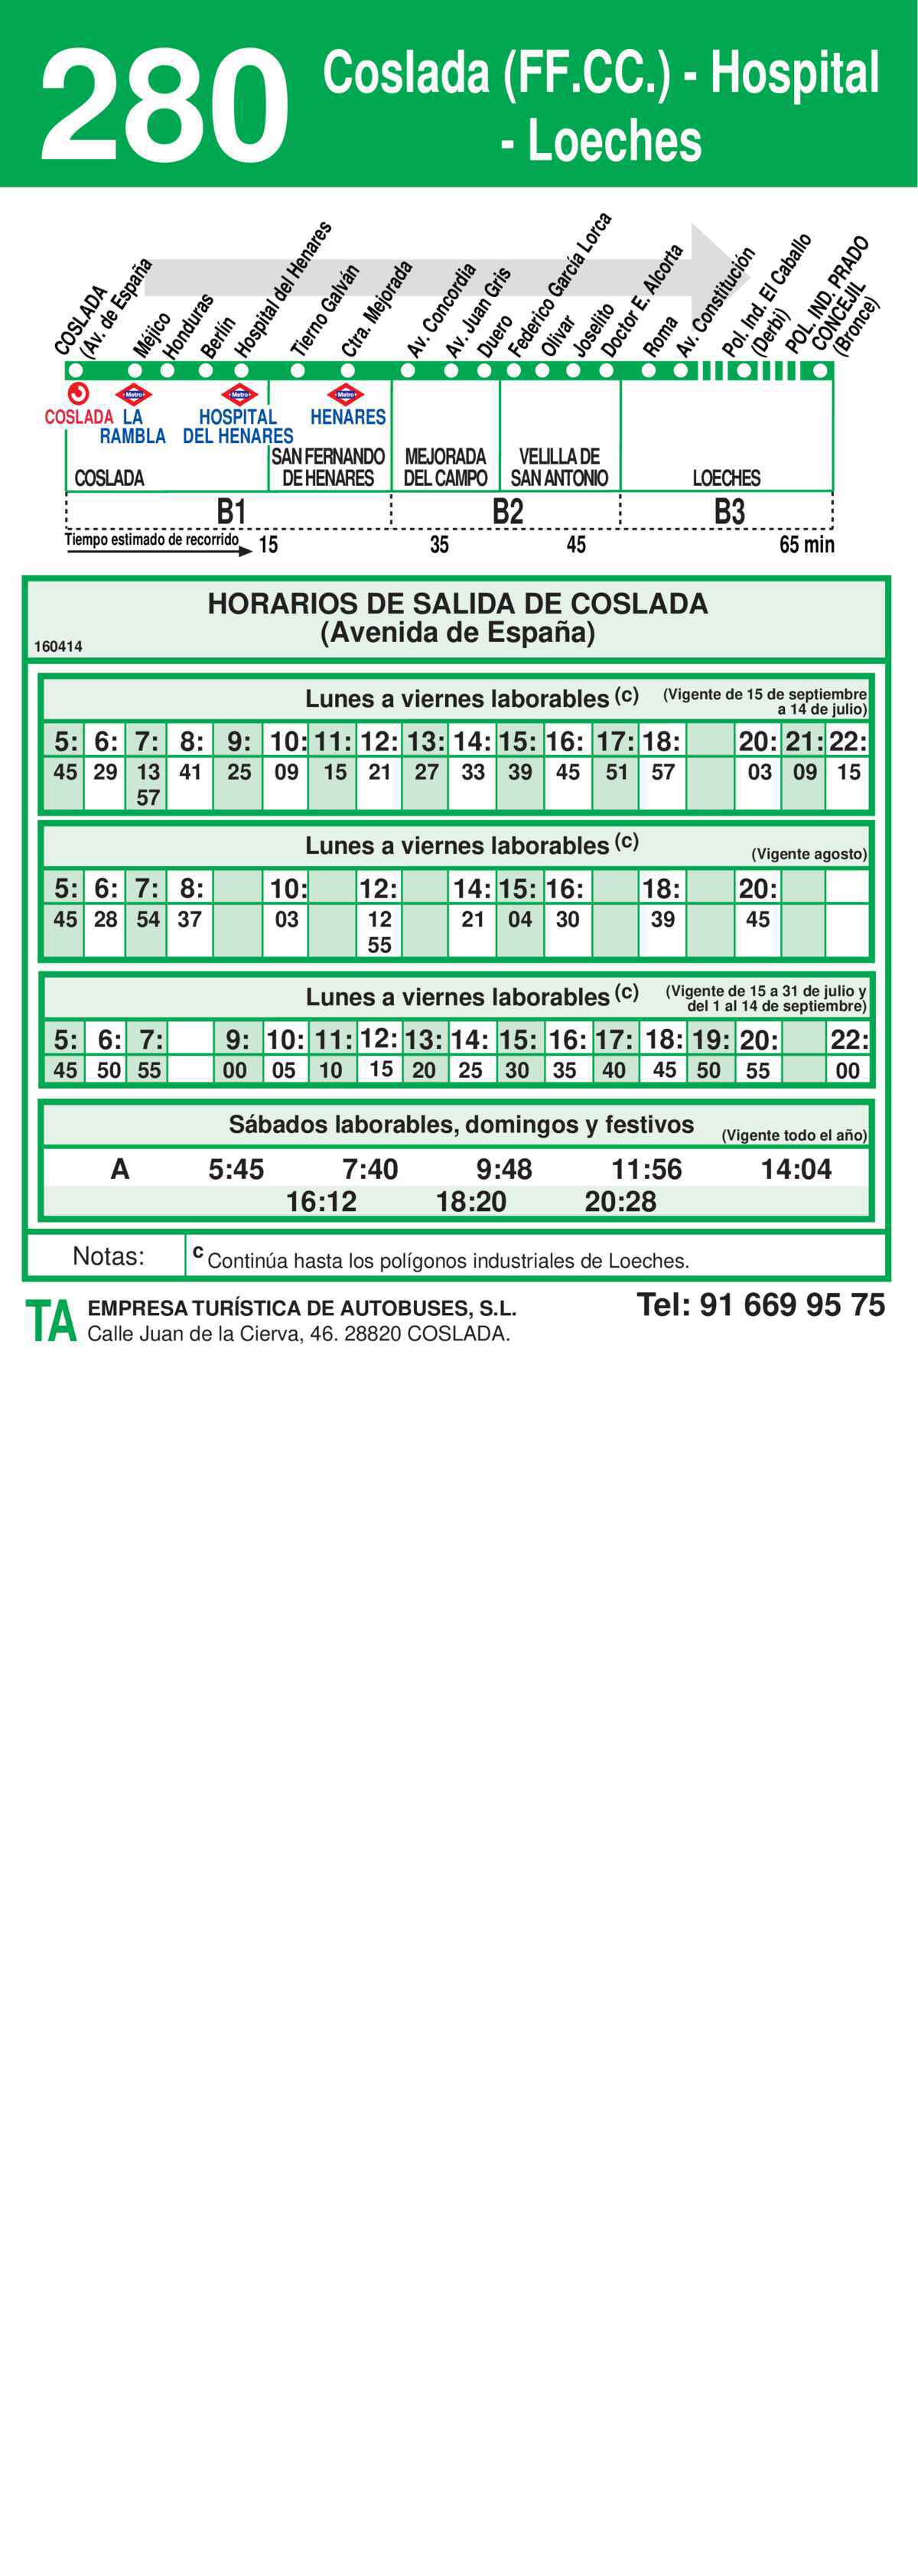 280
Coslada (FF.CC.) - Hospital
- Loeches
COSLADA
(Av. de España
Méjico
Honduras
Berlín
Hospital del Henares
Tierno Galván
Ctra. Mejorada
Av. Concordia
Av. Juan Gris
Duero
Federico García Lorca
Olivar
Joselito
Doctor E. Alcorta
Roma
Av. Constitución
Pol. Ind. El Caballo
(Derbi)
POL. IND. PRADO
CONCEJIL
(Bronce)
Metro Metro Metro
COSLADA LA RAMBLA
HOSPITAL DEL HENARES
HENARES
COSLADA
SAN FERNANDO DE HENARES
MEJORADA DEL CAMPO
VELILLA DE SAN ANTONIO
LOECHES
B1 B2 B3
Tiempo estimado de recorrido 15 35 45 65 min
HORARIOS DE SALIDA DE COSLADA
(Avenida de España)
160414
Lunes a viernes laborables (c) (Vigente de 15 de septiembre
a 14 de julio)
5: 6: 7: 8: 9: 10: 11: 12: 13: 14: 15: 16: 17: 18: 20: 21: 22:
45 29 13 41 25 09 15 21 27 33 39 45 51 57 03 09 15
57
Lunes a viernes laborables (c)
(Vigente agosto)
5: 6: 7: 8: 10: 12: 14: 15: 16: 18: 20:
45 28 54 37 03 12 21 04 30 39 45
55
Lunes a viernes laborables (c) (Vigente de 15 a 31 de julio y
del 1 al 14 de septiembre)
5: 6: 7: 9: 10: 11: 12: 13: 14: 15: 16: 17: 18: 19: 20: 22:
45 50 55 00 05 10 15 20 25 30 35 40 45 50 55 00
Sábados laborables, domingos y festivos (Vigente todo el año)
A 5:45 7:40 9:48 11:56 14:04
16:12 18:20 20:28
Notas: c Continúa hasta los polígonos industriales de Loeches.
TA EMPRESA TURÍSTICA DE AUTOBUSES, S.L. Tel: 91 669 95 75
Calle Juan de la Cierva, 46. 28820 COSLADA.